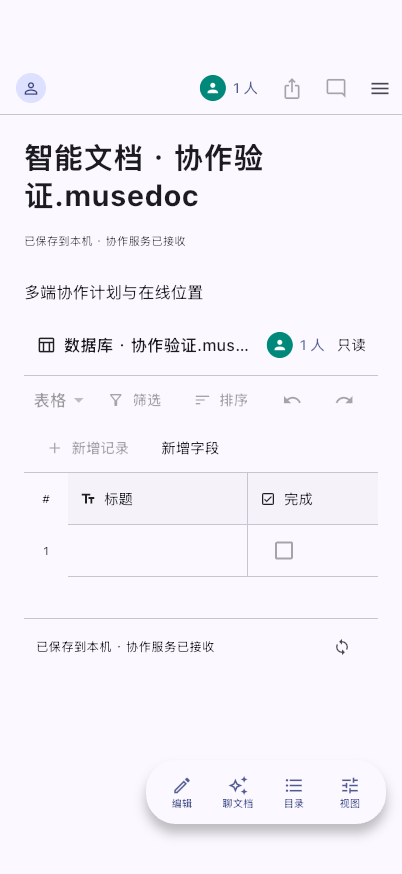 1 人
智能文档 · 协作验
证.musedoc
已保存到本机 · 协作服务已接收
多端协作计划与在线位置
数据库 · 协作验证.mus... 1 人 只读
表格 筛选 排序
新增记录 新增字段
# 标题 完成
1
已保存到本机 · 协作服务已接收
编辑 聊文档 目录 视图